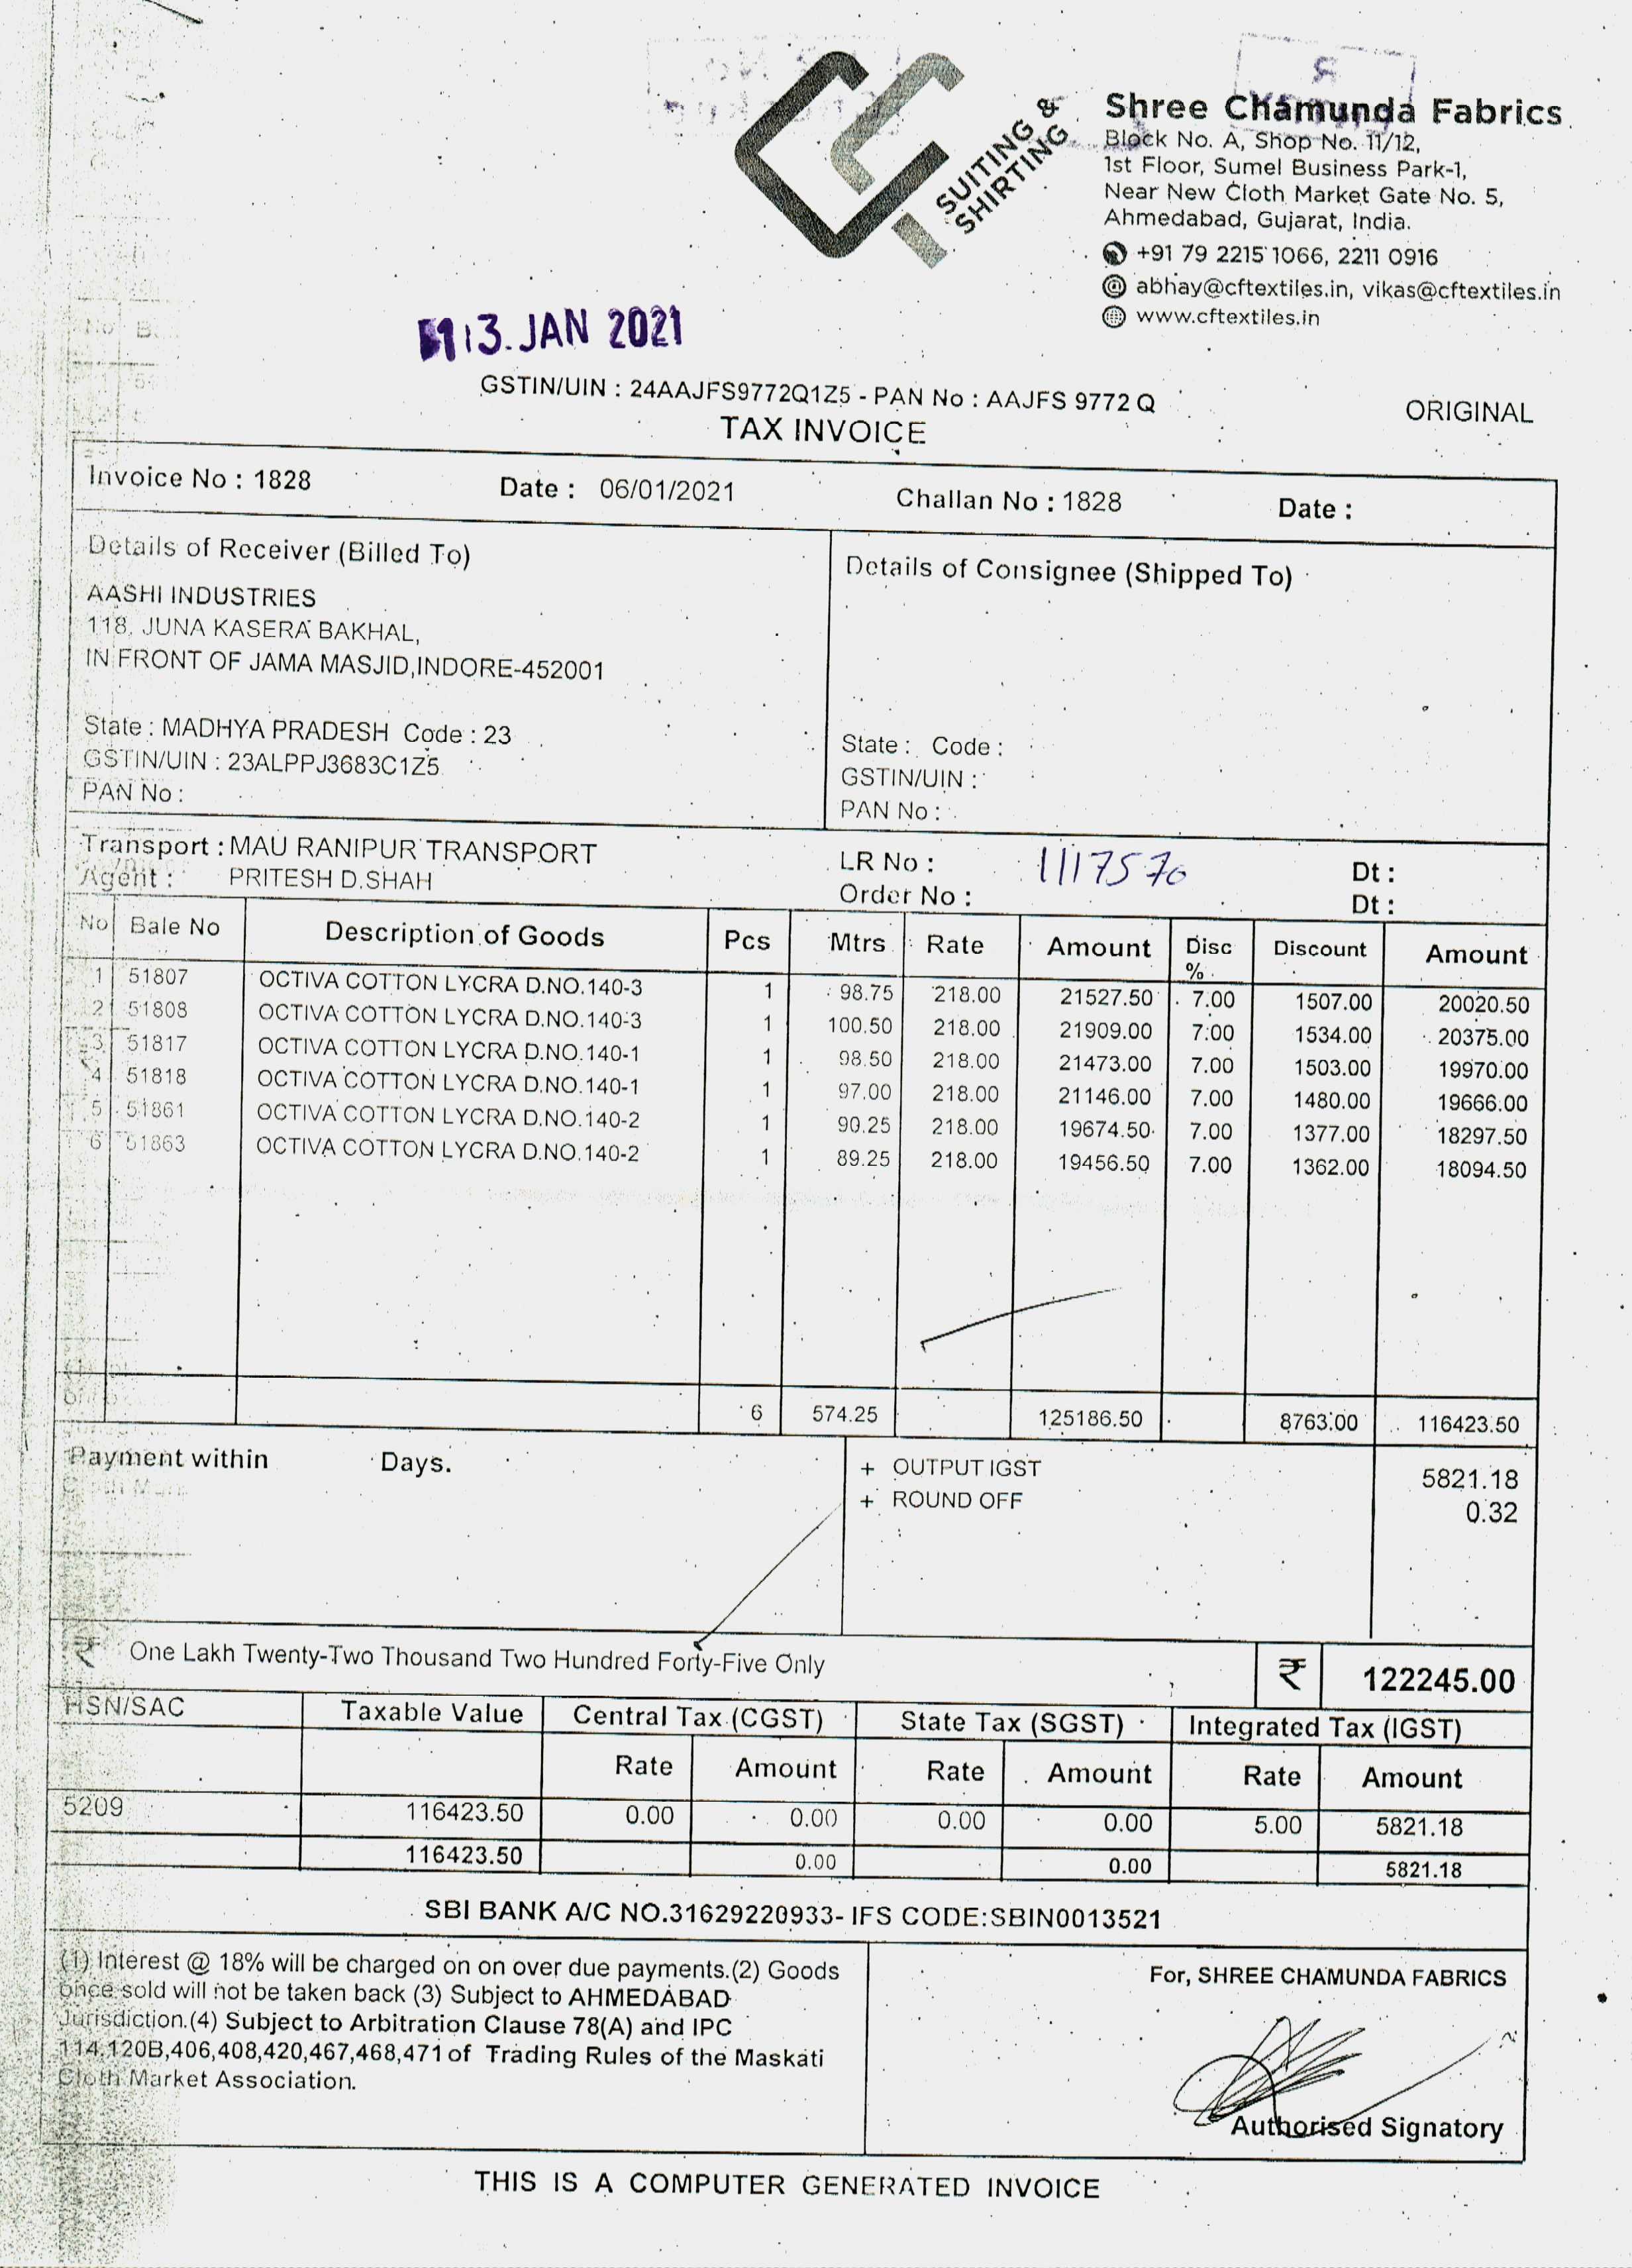 SUITING &
SHIRTING
Shree Chamunda Fabrics
Block No. A, Shop No. 11/12,
1st Floor, Sumel Business Park-1,
Near New Cloth Market Gate No. 5,
Ahmedabad, Gujarat, India.
+91 79 2215 1066, 2211 0916
abhay@cftextiles.in, vikas@cftextiles.in
www.cftextiles.in
13. JAN 2021
GSTIN/UIN : 24AAJFS9772Q1Z5 - PAN No : AAJFS 9772 Q
ORIGINAL
TAX INVOICE
Invoice No : 1828 Date : 06/01/2021 Challan No : 1828 Date :
Details of Receiver (Billed To) Details of Consignee (Shipped To)
AASHI INDUSTRIES
118, JUNA KASERA BAKHAL,
IN FRONT OF JAMA MASJID,INDORE-452001
State : MADHYA PRADESH Code : 23 State : Code :
GSTIN/UIN : 23ALPPJ3683C1Z5 GSTIN/UIN :
PAN No : PAN No :
Transport : MAU RANIPUR TRANSPORT LR No : 1117570 Dt :
Agent : PRITESH D.SHAH Order No : Dt :
No Bale No Description of Goods Pcs Mtrs Rate Amount Disc % Discount Amount
1 51807 OCTIVA COTTON LYCRA D.NO.140-3 1 98.75 218.00 21527.50 7.00 1507.00 20020.50
2 51808 OCTIVA COTTON LYCRA D.NO.140-3 1 100.50 218.00 21909.00 7.00 1534.00 20375.00
3 51817 OCTIVA COTTON LYCRA D.NO.140-1 1 98.50 218.00 21473.00 7.00 1503.00 19970.00
4 51818 OCTIVA COTTON LYCRA D.NO.140-1 1 97.00 218.00 21146.00 7.00 1480.00 19666.00
5 51861 OCTIVA COTTON LYCRA D.NO.140-2 1 90.25 218.00 19674.50 7.00 1377.00 18297.50
6 51863 OCTIVA COTTON LYCRA D.NO.140-2 1 89.25 218.00 19456.50 7.00 1362.00 18094.50
6 574.25 125186.50 8763.00 116423.50
Payment within Days. + OUTPUT IGST 5821.18
+ ROUND OFF 0.32
₹ One Lakh Twenty-Two Thousand Two Hundred Forty-Five Only ₹ 122245.00
HSN/SAC Taxable Value Central Tax (CGST) State Tax (SGST) Integrated Tax (IGST)
Rate Amount Rate Amount Rate Amount
5209 116423.50 0.00 0.00 0.00 0.00 5.00 5821.18
116423.50 0.00 0.00 5821.18
SBI BANK A/C NO.31629220933- IFS CODE:SBIN0013521
(1) Interest @ 18% will be charged on on over due payments.(2) Goods
once sold will not be taken back (3) Subject to AHMEDABAD
Jurisdiction.(4) Subject to Arbitration Clause 78(A) and IPC
114,120B,406,408,420,467,468,471of Trading Rules of the Maskati
Cloth Market Association.
For, SHREE CHAMUNDA FABRICS
Authorised Signatory
THIS IS A COMPUTER GENERATED INVOICE